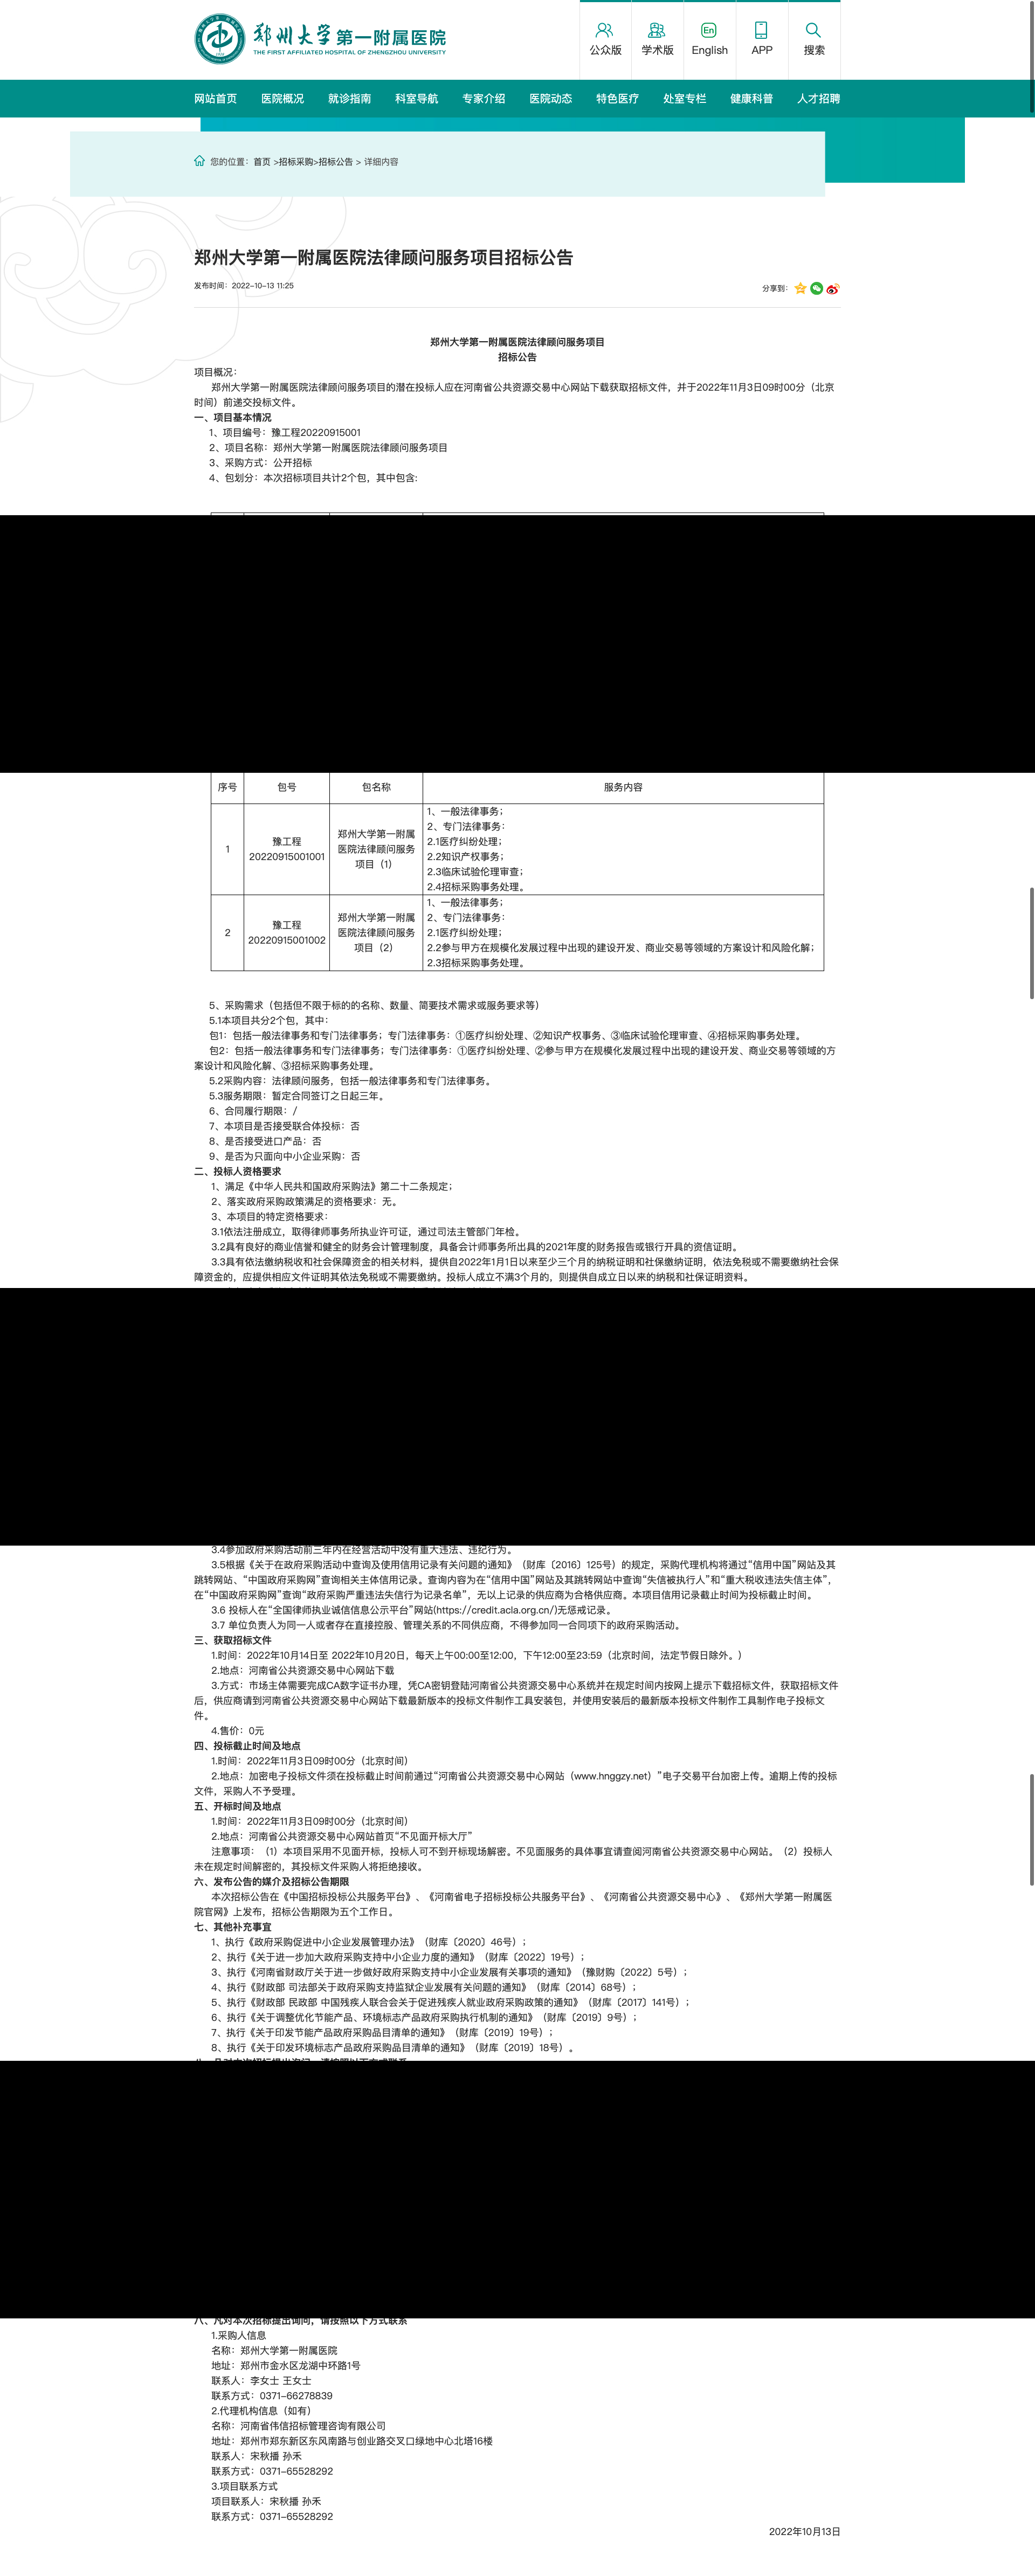 郑州大学第一附属医院
THE FIRST AFFILIATED HOSPITAL OF ZHENGZHOU UNIVERSITY
公众版 学术版 English APP 搜索
网站首页 医院概况 就诊指南 科室导航 专家介绍 医院动态 特色医疗 处室专栏 健康科普 人才招聘
您的位置：首页 >招标采购>招标公告 > 详细内容
郑州大学第一附属医院法律顾问服务项目招标公告
发布时间：2022-10-13 11:25
分享到：
郑州大学第一附属医院法律顾问服务项目
招标公告
项目概况：
郑州大学第一附属医院法律顾问服务项目的潜在投标人应在河南省公共资源交易中心网站下载获取招标文件，并于2022年11月3日09时00分（北京
时间）前递交投标文件。
一、项目基本情况
1、项目编号：豫工程20220915001
2、项目名称：郑州大学第一附属医院法律顾问服务项目
3、采购方式：公开招标
4、包划分：本次招标项目共计2个包，其中包含:
序号 包号 包名称 服务内容
1
豫工程
20220915001001
郑州大学第一附属
医院法律顾问服务
项目（1）
1、一般法律事务；
2、专门法律事务：
2.1医疗纠纷处理；
2.2知识产权事务；
2.3临床试验伦理审查；
2.4招标采购事务处理。
2
豫工程
20220915001002
郑州大学第一附属
医院法律顾问服务
项目（2）
1、一般法律事务；
2、专门法律事务：
2.1医疗纠纷处理；
2.2参与甲方在规模化发展过程中出现的建设开发、商业交易等领域的方案设计和风险化解；
2.3招标采购事务处理。
5、采购需求（包括但不限于标的的名称、数量、简要技术需求或服务要求等）
5.1本项目共分2个包，其中：
包1：包括一般法律事务和专门法律事务；专门法律事务：①医疗纠纷处理、②知识产权事务、③临床试验伦理审查、④招标采购事务处理。
包2：包括一般法律事务和专门法律事务；专门法律事务：①医疗纠纷处理、②参与甲方在规模化发展过程中出现的建设开发、商业交易等领域的方
案设计和风险化解、③招标采购事务处理。
5.2采购内容：法律顾问服务，包括一般法律事务和专门法律事务。
5.3服务期限：暂定合同签订之日起三年。
6、合同履行期限：/
7、本项目是否接受联合体投标：否
8、是否接受进口产品：否
9、是否为只面向中小企业采购：否
二、投标人资格要求
1、满足《中华人民共和国政府采购法》第二十二条规定；
2、落实政府采购政策满足的资格要求：无。
3、本项目的特定资格要求：
3.1依法注册成立，取得律师事务所执业许可证，通过司法主管部门年检。
3.2具有良好的商业信誉和健全的财务会计管理制度，具备会计师事务所出具的2021年度的财务报告或银行开具的资信证明。
3.3具有依法缴纳税收和社会保障资金的相关材料，提供自2022年1月1日以来至少三个月的纳税证明和社保缴纳证明，依法免税或不需要缴纳社会保
障资金的，应提供相应文件证明其依法免税或不需要缴纳。投标人成立不满3个月的，则提供自成立日以来的纳税和社保证明资料。
3.4参加政府采购活动前三年内在经营活动中没有重大违法、违纪行为。
3.5根据《关于在政府采购活动中查询及使用信用记录有关问题的通知》（财库〔2016〕125号）的规定，采购代理机构将通过“信用中国”网站及其
跳转网站、“中国政府采购网”查询相关主体信用记录。查询内容为在“信用中国”网站及其跳转网站中查询“失信被执行人”和“重大税收违法失信主体”，
在“中国政府采购网”查询“政府采购严重违法失信行为记录名单”，无以上记录的供应商为合格供应商。本项目信用记录截止时间为投标截止时间。
3.6 投标人在“全国律师执业诚信信息公示平台”网站(https://credit.acla.org.cn/)无惩戒记录。
3.7 单位负责人为同一人或者存在直接控股、管理关系的不同供应商，不得参加同一合同项下的政府采购活动。
三、获取招标文件
1.时间：2022年10月14日至 2022年10月20日，每天上午00:00至12:00，下午12:00至23:59（北京时间，法定节假日除外。）
2.地点：河南省公共资源交易中心网站下载
3.方式：市场主体需要完成CA数字证书办理，凭CA密钥登陆河南省公共资源交易中心系统并在规定时间内按网上提示下载招标文件，获取招标文件
后，供应商请到河南省公共资源交易中心网站下载最新版本的投标文件制作工具安装包，并使用安装后的最新版本投标文件制作工具制作电子投标文
件。
4.售价：0元
四、投标截止时间及地点
1.时间：2022年11月3日09时00分（北京时间）
2.地点：加密电子投标文件须在投标截止时间前通过“河南省公共资源交易中心网站（www.hnggzy.net）”电子交易平台加密上传。逾期上传的投标
文件，采购人不予受理。
五、开标时间及地点
1.时间：2022年11月3日09时00分（北京时间）
2.地点：河南省公共资源交易中心网站首页“不见面开标大厅”
注意事项：（1）本项目采用不见面开标，投标人可不到开标现场解密。不见面服务的具体事宜请查阅河南省公共资源交易中心网站。（2）投标人
未在规定时间解密的，其投标文件采购人将拒绝接收。
六、发布公告的媒介及招标公告期限
本次招标公告在《中国招标投标公共服务平台》、《河南省电子招标投标公共服务平台》、《河南省公共资源交易中心》、《郑州大学第一附属医
院官网》上发布，招标公告期限为五个工作日。
七、其他补充事宜
1、执行《政府采购促进中小企业发展管理办法》（财库〔2020〕46号）；
2、执行《关于进一步加大政府采购支持中小企业力度的通知》（财库〔2022〕19号）；
3、执行《河南省财政厅关于进一步做好政府采购支持中小企业发展有关事项的通知》（豫财购〔2022〕5号）；
4、执行《财政部 司法部关于政府采购支持监狱企业发展有关问题的通知》（财库〔2014〕68号）；
5、执行《财政部 民政部 中国残疾人联合会关于促进残疾人就业政府采购政策的通知》（财库〔2017〕141号）；
6、执行《关于调整优化节能产品、环境标志产品政府采购执行机制的通知》（财库〔2019〕9号）；
7、执行《关于印发节能产品政府采购品目清单的通知》（财库〔2019〕19号）；
8、执行《关于印发环境标志产品政府采购品目清单的通知》（财库〔2019〕18号）。
八、凡对本次招标提出询问，请按照以下方式联系
1.采购人信息
名称：郑州大学第一附属医院
地址：郑州市金水区龙湖中环路1号
联系人：李女士 王女士
联系方式：0371-66278839
2.代理机构信息（如有）
名称：河南省伟信招标管理咨询有限公司
地址：郑州市郑东新区东风南路与创业路交叉口绿地中心北塔16楼
联系人：宋秋播 孙禾
联系方式：0371-65528292
3.项目联系方式
项目联系人：宋秋播 孙禾
联系方式：0371-65528292
2022年10月13日